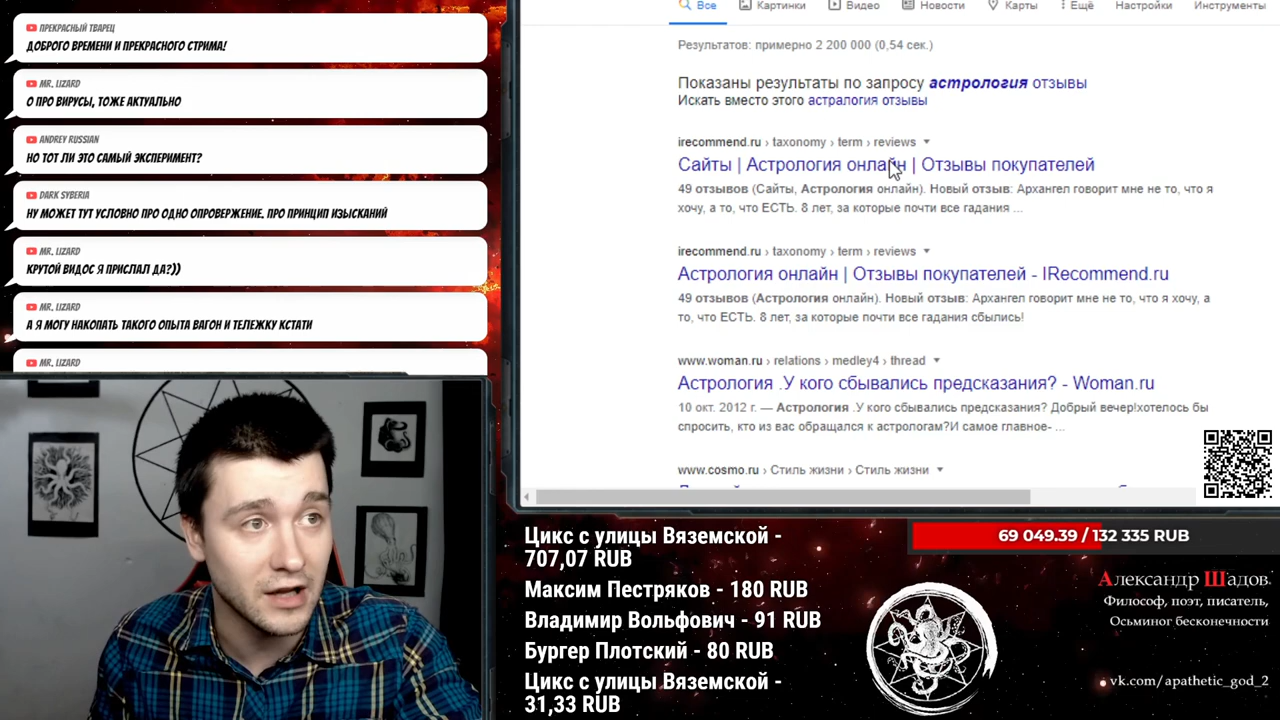 ПРЕКРАСНЫЙ ТВАРЕЦ
ДОБРОГО ВРЕМЕНИ И ПРЕКРАСНОГО СТРИМА!
MR. LIZARD
О ПРО ВИРУСЫ, ТОЖЕ АКТУАЛЬНО
ANDREY RUSSIAN
НО ТОТ ЛИ ЭТО САМЫЙ ЭКСПЕРИМЕНТ?
DARK SYBERIA
НУ МОЖЕТ ТУТ УСЛОВНО ПРО ОДНО ОПРОВЕРЖЕНИЕ. ПРО ПРИНЦИП ИЗЫСКАНИЙ
MR. LIZARD
КРУТОЙ ВИДОС Я ПРИСЛАЛ ДА?))
MR. LIZARD
А Я МОГУ НАКОПАТЬ ТАКОГО ОПЫТА ВАГОН И ТЕЛЕЖКУ КСТАТИ
MR. LIZARD
Все Картинки Видео Новости Карты Ещё Настройки Инструменты
Результатов: примерно 2 200 000 (0,54 сек.)
Показаны результаты по запросу астрология отзывы
Искать вместо этого астралогия отзывы
irecommend.ru › taxonomy › term › reviews
Сайты | Астрология онлайн | Отзывы покупателей
49 отзывов (Сайты, Астрология онлайн). Новый отзыв: Архангел говорит мне не то, что я
хочу, а то, что ЕСТЬ. 8 лет, за которые почти все гадания ...
irecommend.ru › taxonomy › term › reviews
Астрология онлайн | Отзывы покупателей - IRecommend.ru
49 отзывов (Астрология онлайн). Новый отзыв: Архангел говорит мне не то, что я хочу, а
то, что ЕСТЬ. 8 лет, за которые почти все гадания сбылись!
www.woman.ru › relations › medley4 › thread
Астрология .У кого сбывались предсказания? - Woman.ru
10 окт. 2012 г. — Астрология .У кого сбывались предсказания? Добрый вечер!хотелось бы
спросить, кто из вас обращался к астрологам?И самое главное- ...
www.cosmo.ru › Стиль жизни › Стиль жизни
Цикс с улицы Вяземской -
707,07 RUB
Максим Пестряков - 180 RUB
Владимир Вольфович - 91 RUB
Бургер Плотский - 80 RUB
Цикс с улицы Вяземской -
31,33 RUB
69 049.39 / 132 335 RUB
Александр Шадов
Философ, поэт, писатель,
Осьминог бесконечности
vk.com/apathetic_god_2